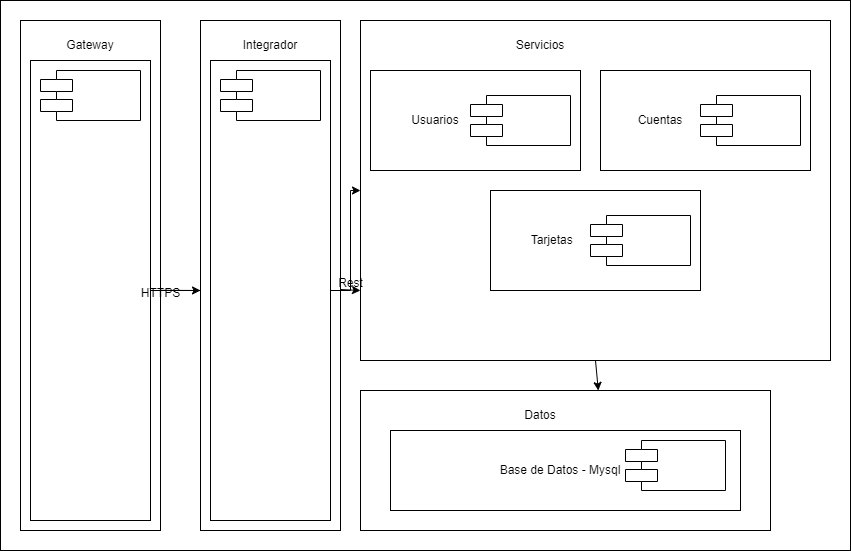 Gateway
Integrador
Servicios
Usuarios
Cuentas
Tarjetas
HTTPS
Rest
Datos
Base de Datos - Mysql